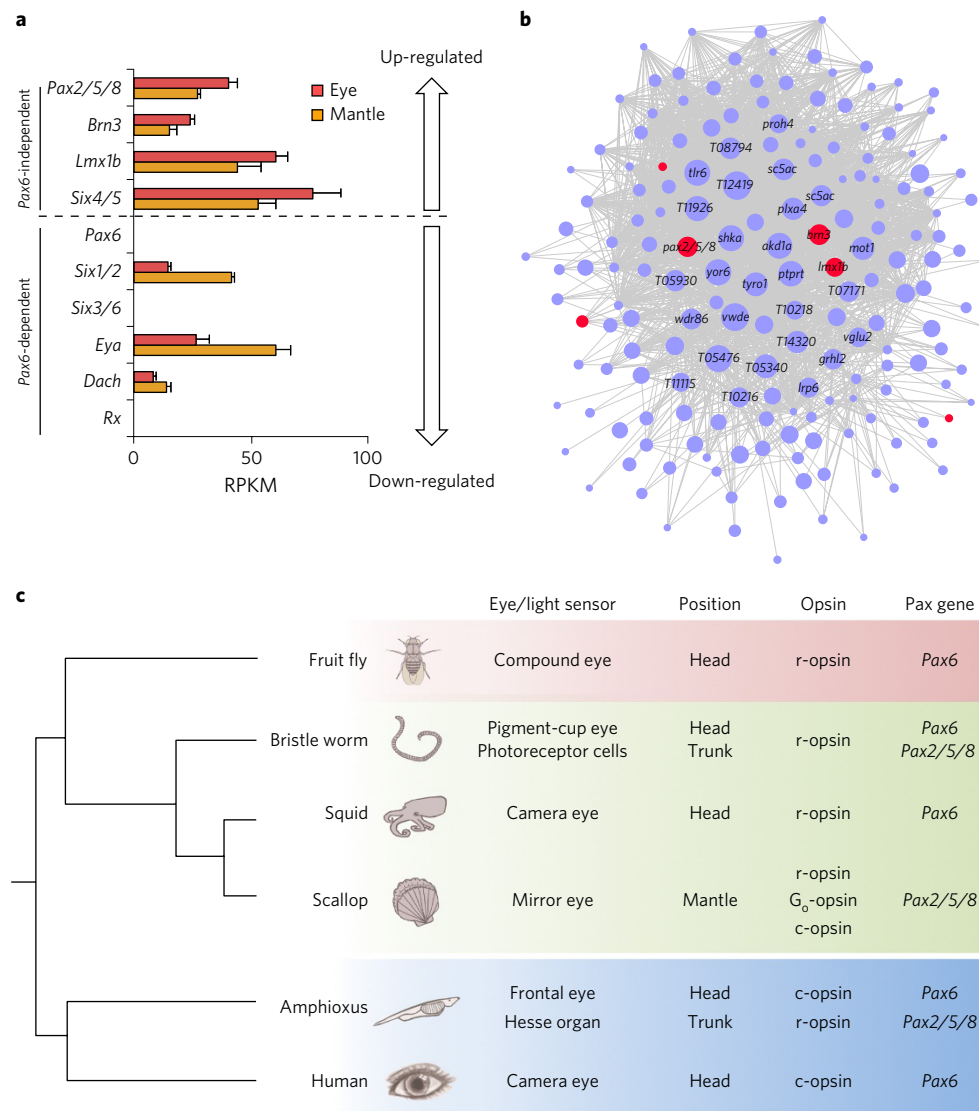 a
Up-regulated
Eye
Mantle
Pax6-independent
Pax2/5/8
Brn3
Lmx1b
Six4/5
Pax6-dependent
Pax6
Six1/2
Six3/6
Eya
Dach
Rx
0
50
100
RPKM
Down-regulated
b
proh4
T08794
tlr6
sc5ac
T12419
sc5ac
T11926
plxa4
pax2/5/8
shka
akd1a
brn3
mot1
lmx1b
T05930
yor6
tyro1
ptprt
T07171
T10218
wdr86
vwde
T14320
vglu2
T05476
T05340
grhl2
T11115
T10216
lrp6
c
Eye/light sensor Position Opsin Pax gene
Fruit fly Compound eye Head r-opsin Pax6
Bristle worm
Pigment-cup eye Head r-opsin Pax6
Photoreceptor cells Trunk Pax2/5/8
Squid Camera eye Head r-opsin Pax6
r-opsin
Scallop Mirror eye Mantle Go-opsin Pax2/5/8
c-opsin
Amphioxus
Frontal eye Head c-opsin Pax6
Hesse organ Trunk r-opsin Pax2/5/8
Human Camera eye Head c-opsin Pax6